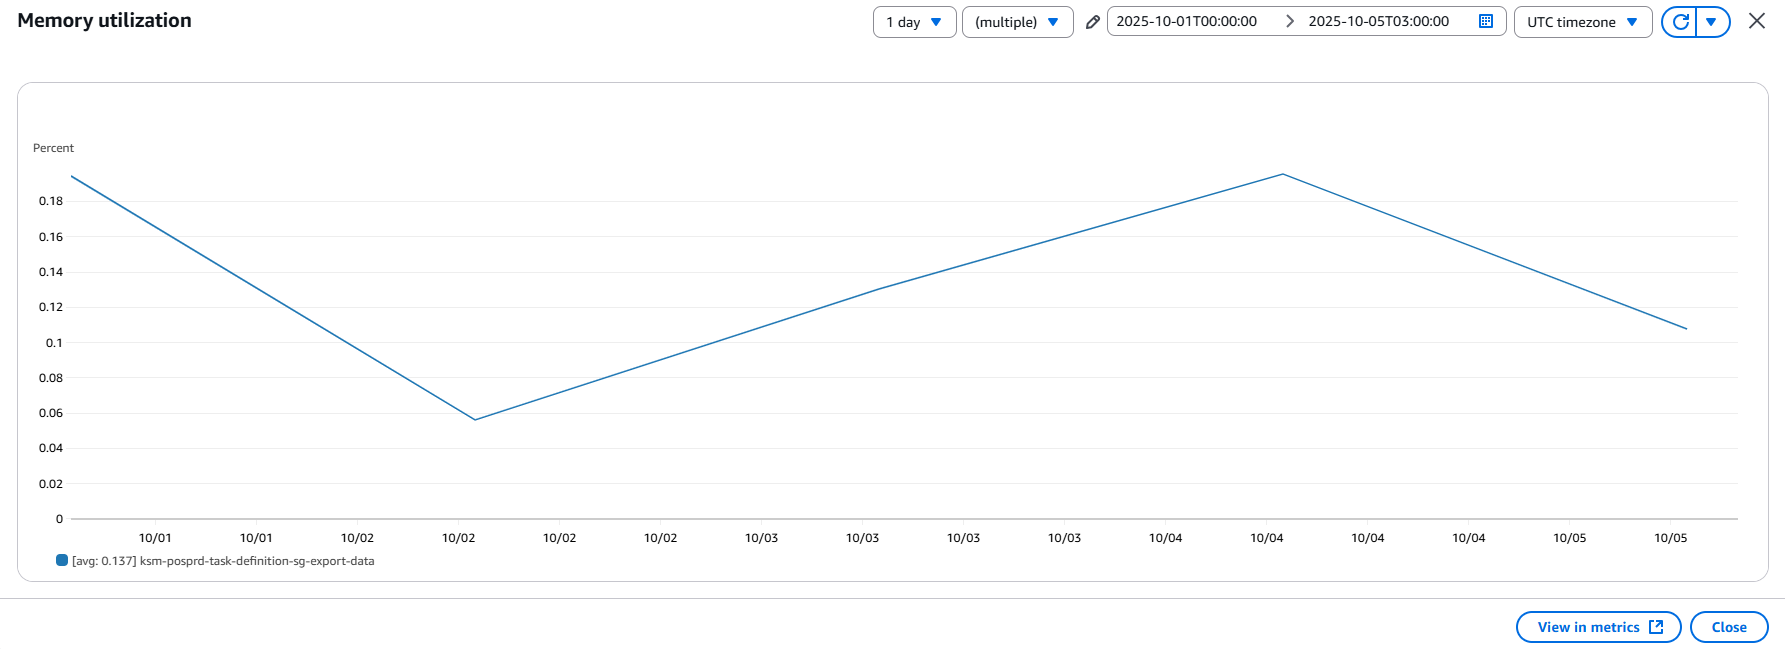 Memory utilization
1 day
(multiple)
2025-10-01T00:00:00
2025-10-05T03:00:00
UTC timezone
Percent
0.18
0.16
0.14
0.12
0.1
0.08
0.06
0.04
0.02
0
10/01 10/01 10/02 10/02 10/02 10/02 10/03 10/03 10/03 10/03 10/04 10/04 10/04 10/04 10/05 10/05
[avg: 0.137] ksm-posprd-task-definition-sg-export-data
View in metrics
Close